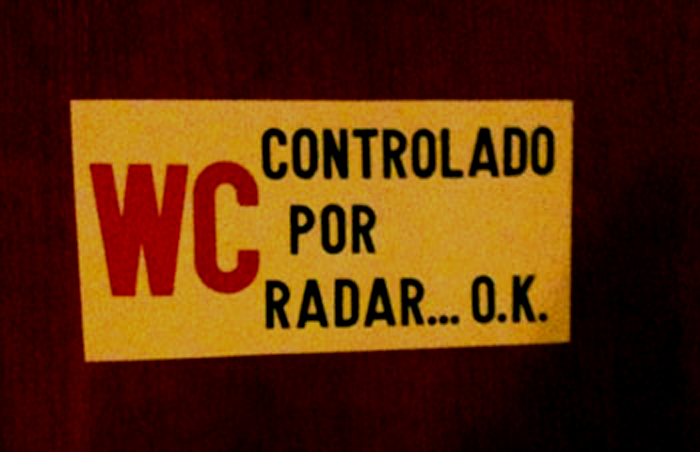 WC
CONTROLADO
POR
RADAR... O.K.